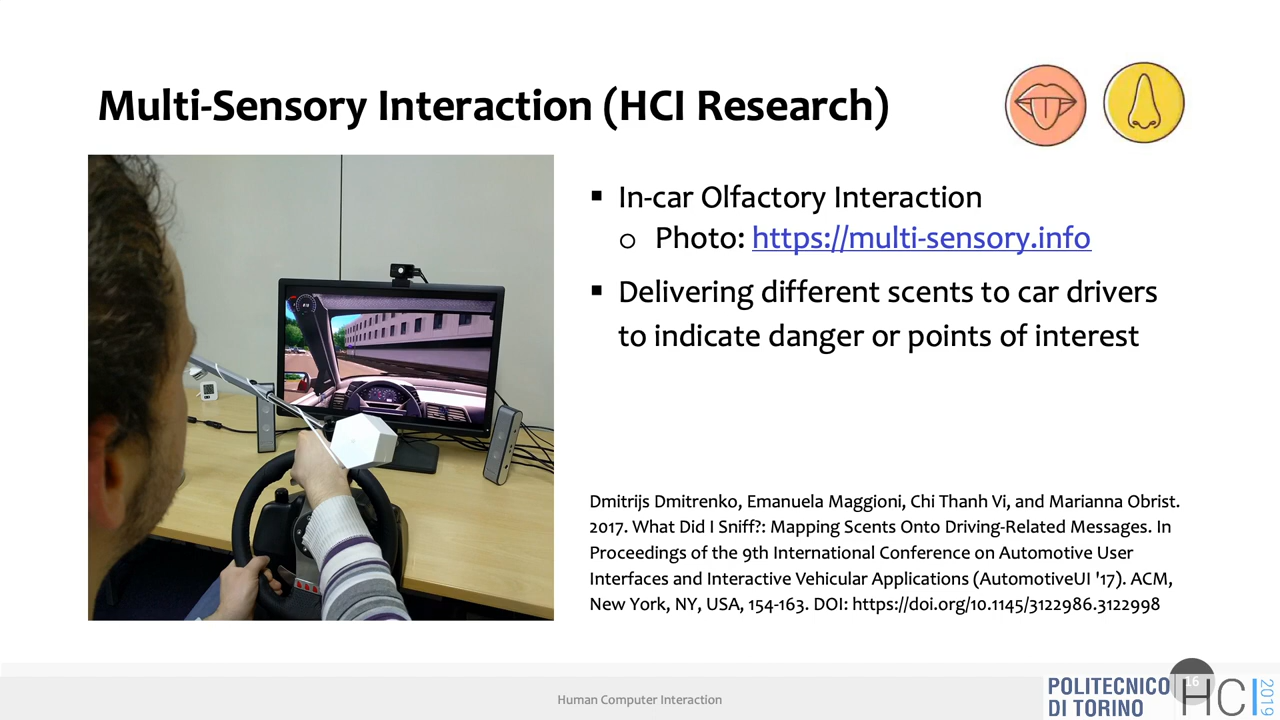 Multi-Sensory Interaction (HCI Research)
▪ In-car Olfactory Interaction
o Photo: https://multi-sensory.info
▪ Delivering different scents to car drivers
to indicate danger or points of interest
Dmitrijs Dmitrenko, Emanuela Maggioni, Chi Thanh Vi, and Marianna Obrist.
2017. What Did I Sniff?: Mapping Scents Onto Driving-Related Messages. In
Proceedings of the 9th International Conference on Automotive User
Interfaces and Interactive Vehicular Applications (AutomotiveUI '17). ACM,
New York, NY, USA, 154-163. DOI: https://doi.org/10.1145/3122986.3122998
Human Computer Interaction
POLITECNICO
DI TORINO
16
HCI
2019